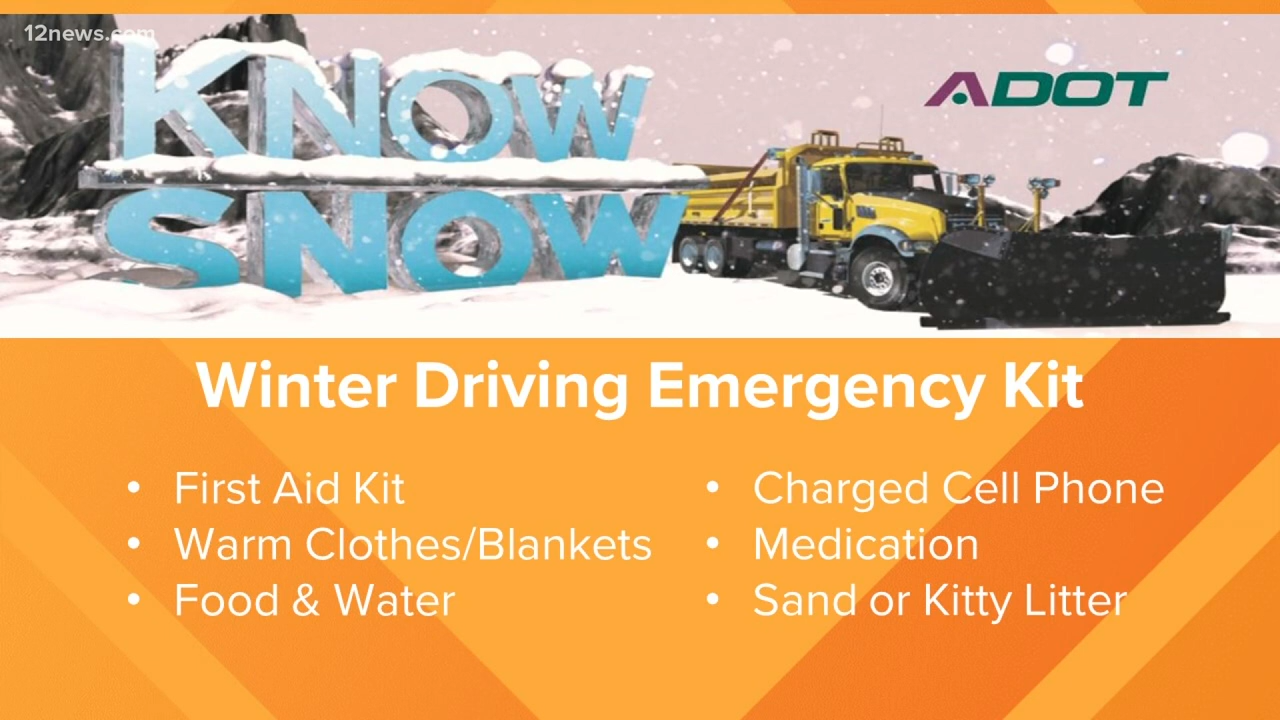 12news.com
KNOW
SNOW
ADOT
Winter Driving Emergency Kit
• First Aid Kit
• Warm Clothes/Blankets
• Food & Water
• Charged Cell Phone
• Medication
• Sand or Kitty Litter